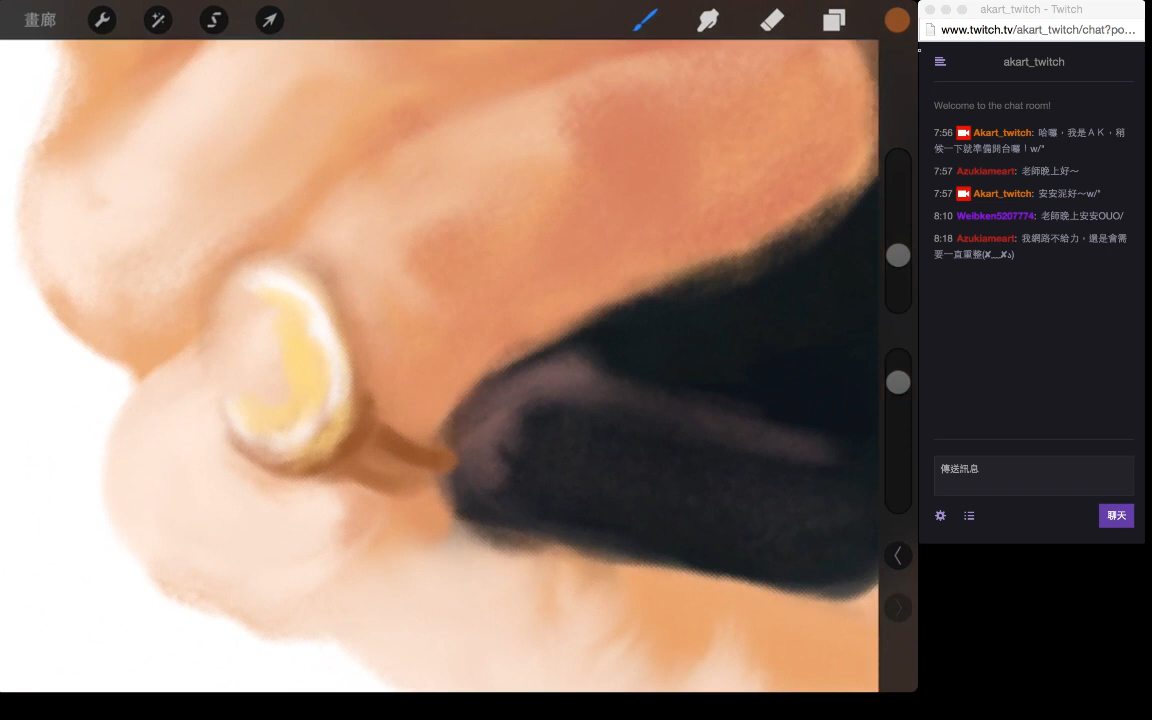 畫廊
akart_twitch - Twitch
www.twitch.tv/akart_twitch/chat?po…
akart_twitch
Welcome to the chat room!
7:56 Akart_twitch: 哈囉，我是ＡＫ，稍
候一下就準備開台囉！w/"
7:57 Azukiameart: 老師晚上好～
7:57 Akart_twitch: 安安泥好～w/"
8:10 Weibken5207774: 老師晚上安安OUO/
8:18 Azukiameart: 我網路不給力，還是會需
要一直重整(✘﹏✘ა)
傳送訊息
聊天